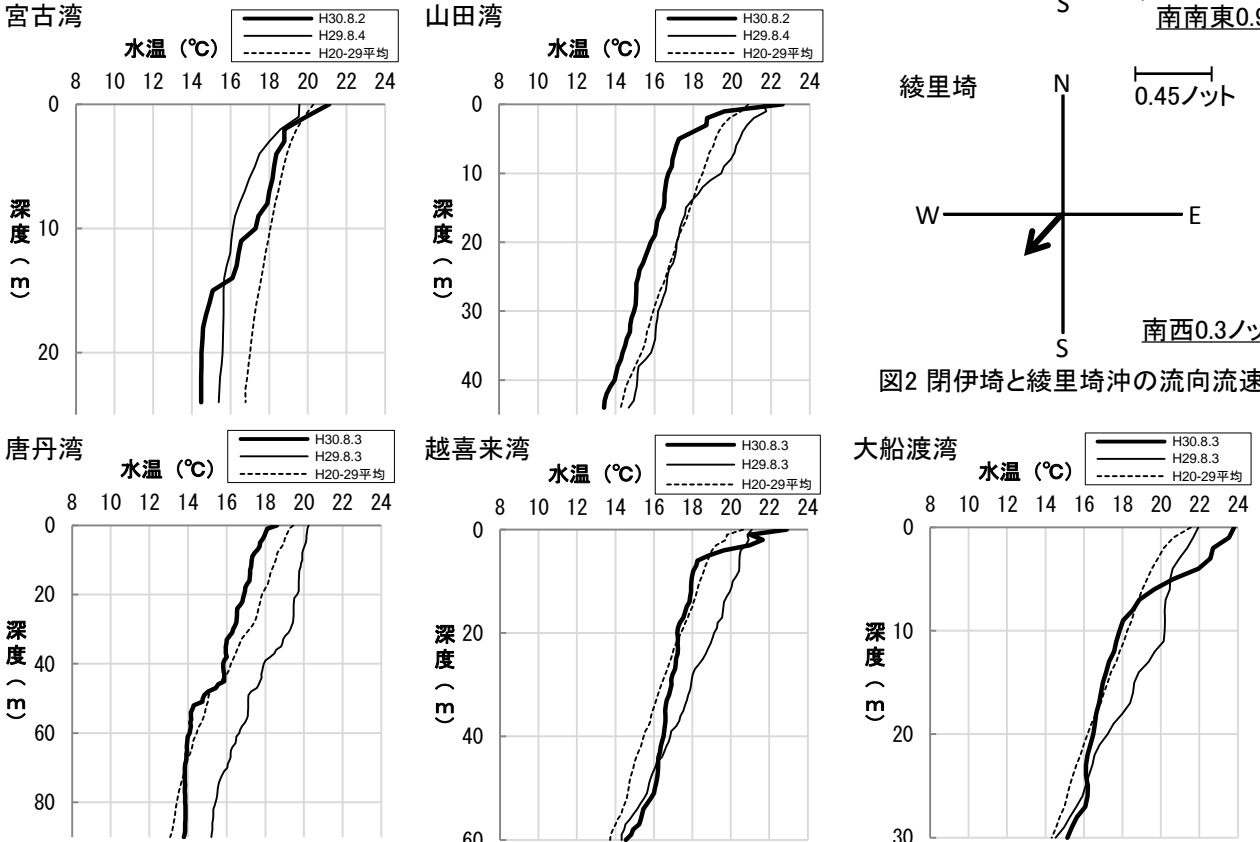 宮古湾
水温（℃）
H30.8.2
H29.8.4
H20-29平均
8 10 12 14 16 18 20 22 24
0
10
20
深度（m）
山田湾
水温（℃）
H30.8.2
H29.8.4
H20-29平均
8 10 12 14 16 18 20 22 24
0
10
20
30
40
深度（m）
S
南南東0.9
綾里埼
0.45ノット
N
W E
S
南西0.3ノッ
図2 閉伊埼と綾里埼沖の流向流速
唐丹湾
水温（℃）
H30.8.3
H29.8.3
H20-29平均
8 10 12 14 16 18 20 22 24
0
20
40
60
80
深度（m）
越喜来湾
水温（℃）
H30.8.3
H29.8.3
H20-29平均
8 10 12 14 16 18 20 22 24
0
20
40
60
深度（m）
大船渡湾
水温（℃）
H30.8.3
H29.8.3
H20-29平均
8 10 12 14 16 18 20 22 24
0
10
20
30
深度（m）